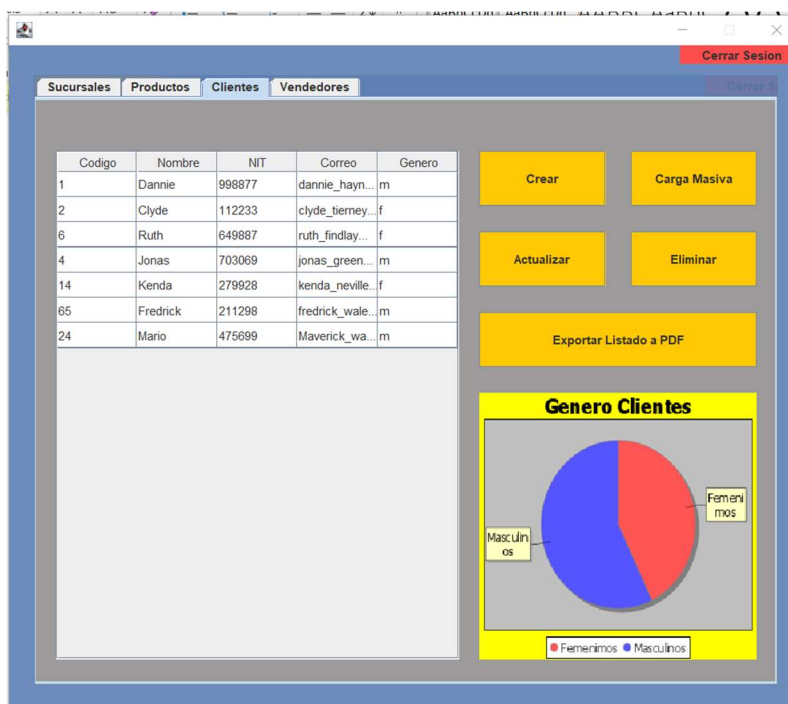 Cerrar Sesion
Sucursales Productos Clientes Vendedores
Codigo Nombre NIT Correo Genero
1 Dannie 998877 dannie_hayn... m
2 Clyde 112233 clyde_tierney... f
6 Ruth 649887 ruth_findlay... f
4 Jonas 703069 jonas_green... m
14 Kenda 279928 kenda_neville... f
65 Fredrick 211298 fredrick_wale... m
24 Mario 475699 Maverick_wa... m
Crear Carga Masiva
Actualizar Eliminar
Exportar Listado a PDF
Genero Clientes
Femeni
mos
Masculin
os
Femenimos Masculinos